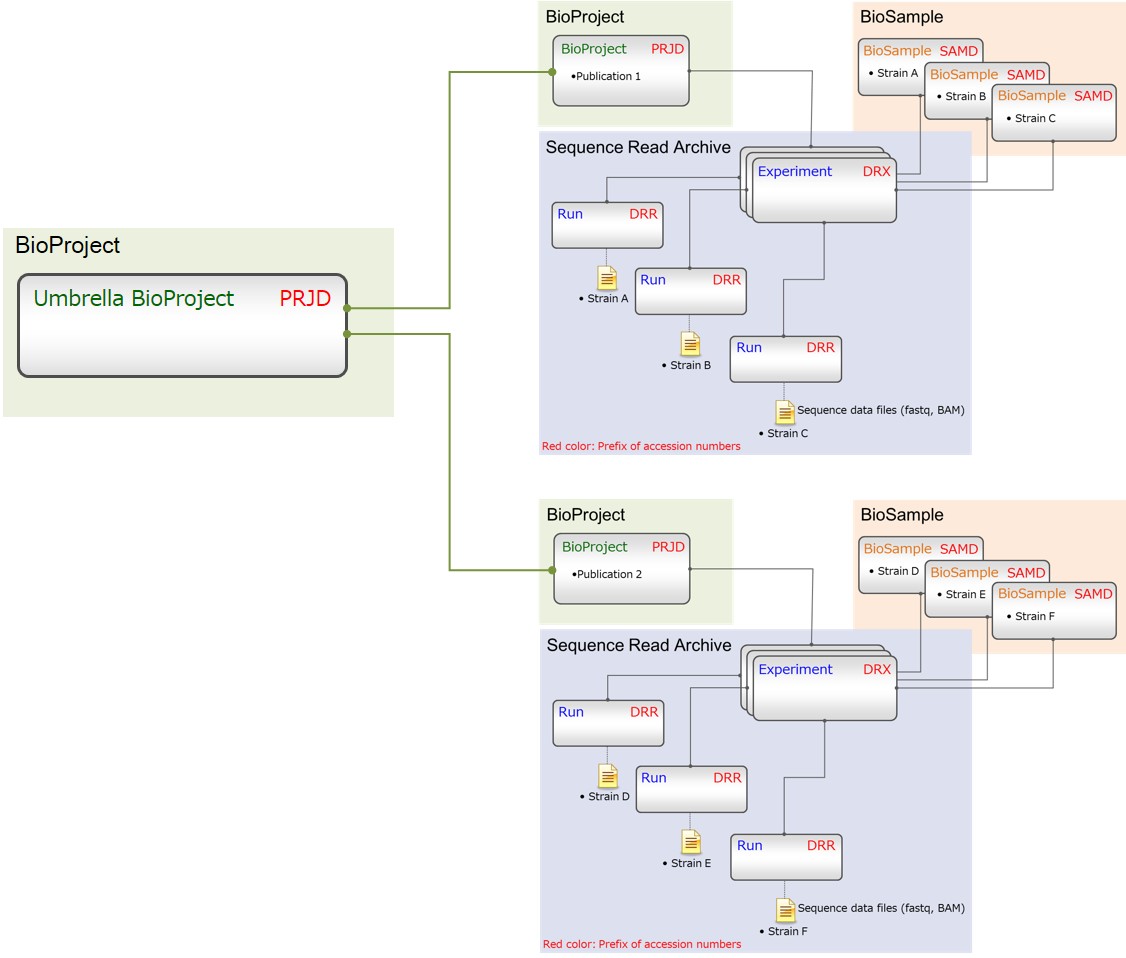 BioProject
Umbrella BioProject PRJD
BioProject
BioProject PRJD
•Publication 1
BioSample
BioSample SAMD
• Strain A
BioSample SAMD
• Strain B
BioSample SAMD
• Strain C
Sequence Read Archive
Experiment DRX
Run DRR
• Strain A
Run DRR
• Strain B
Run DRR
Sequence data files (fastq, BAM)
• Strain C
Red color: Prefix of accession numbers
BioProject
BioProject PRJD
•Publication 2
BioSample
BioSample SAMD
• Strain D
BioSample SAMD
• Strain E
BioSample SAMD
• Strain F
Sequence Read Archive
Experiment DRX
Run DRR
• Strain D
Run DRR
• Strain E
Run DRR
Sequence data files (fastq, BAM)
• Strain F
Red color: Prefix of accession numbers